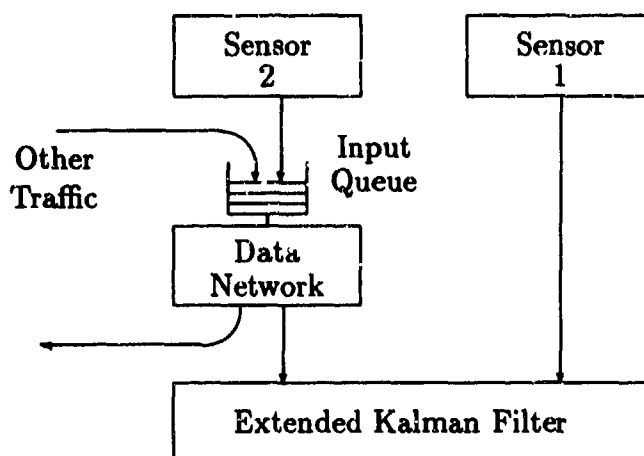 Sensor
2
Sensor
1
Other
Traffic
Input
Queue
Data
Network
Extended Kalman Filter